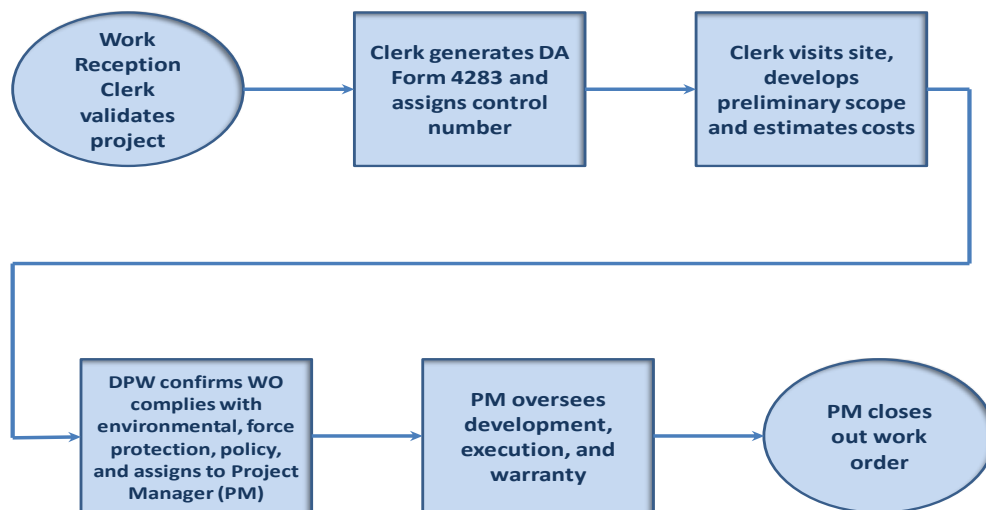 Work
Reception
Clerk
validates
project
Clerk generates DA
Form 4283 and
assigns control
number
Clerk visits site,
develops
preliminary scope
and estimates costs
DPW confirms WO
complies with
environmental, force
protection, policy,
and assigns to Project
Manager (PM)
PM oversees
development,
execution, and
warranty
PM closes
out work
order